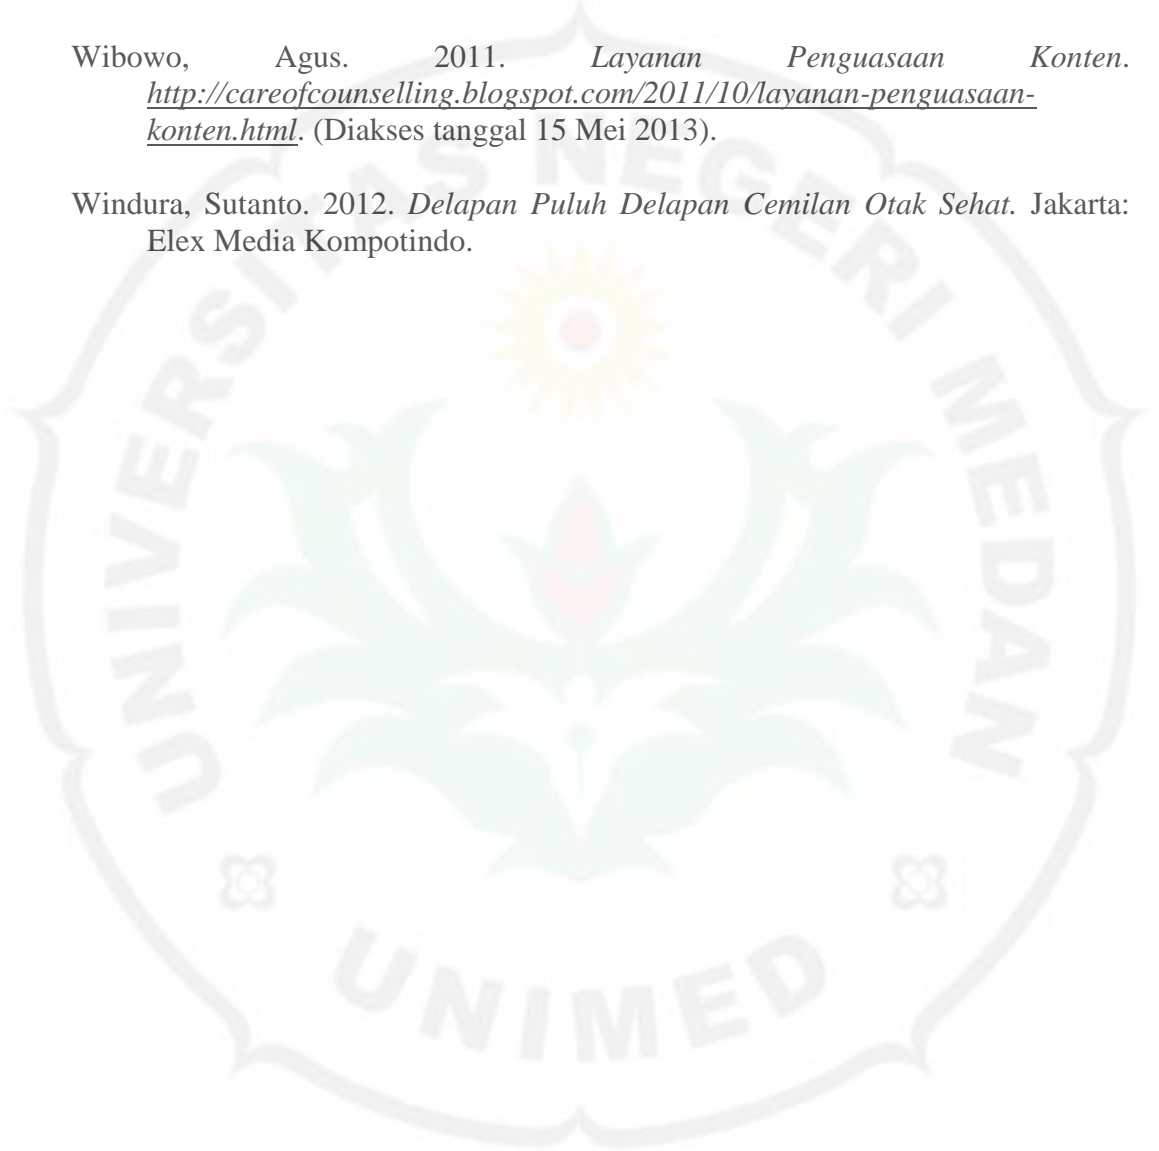 Wibowo, Agus. 2011. Layanan Penguasaan Konten.
http://careofcounselling.blogspot.com/2011/10/layanan-penguasaan-
konten.html. (Diakses tanggal 15 Mei 2013).
Windura, Sutanto. 2012. Delapan Puluh Delapan Cemilan Otak Sehat. Jakarta:
Elex Media Kompotindo.
UNIVERSITAS NEGERI MEDAN
UNIMED